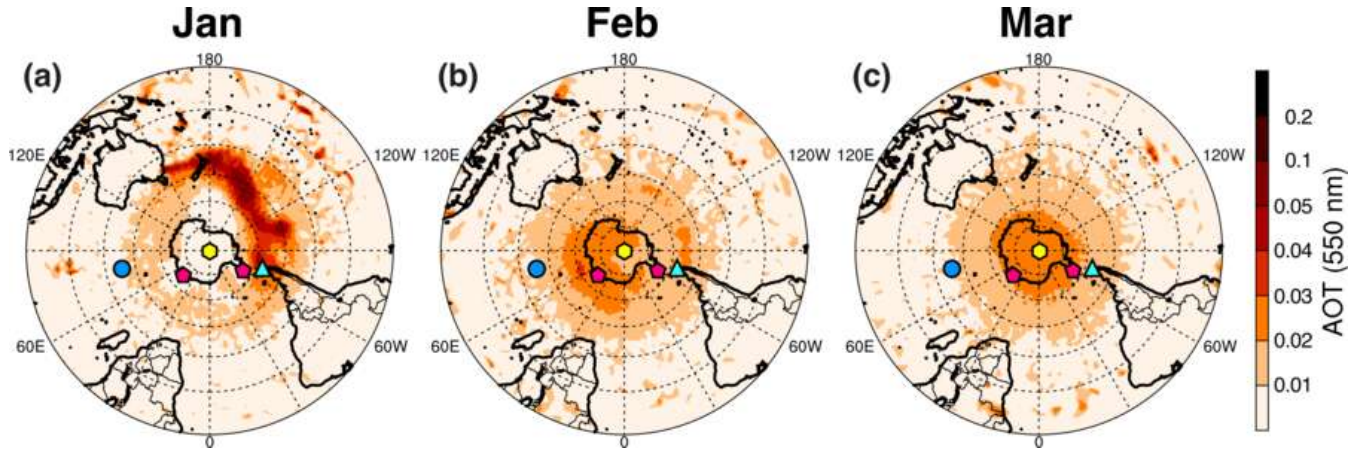 Jan Feb Mar
(a) 180 (b) 180 (c) 180
0.2
120E 120W 120E 120W 120E 120W
0.1
0.05
0.04
0.03
0.02
60E 60W 60E 60W 60E 60W
0.01
0 0 0
AOT (550 nm)